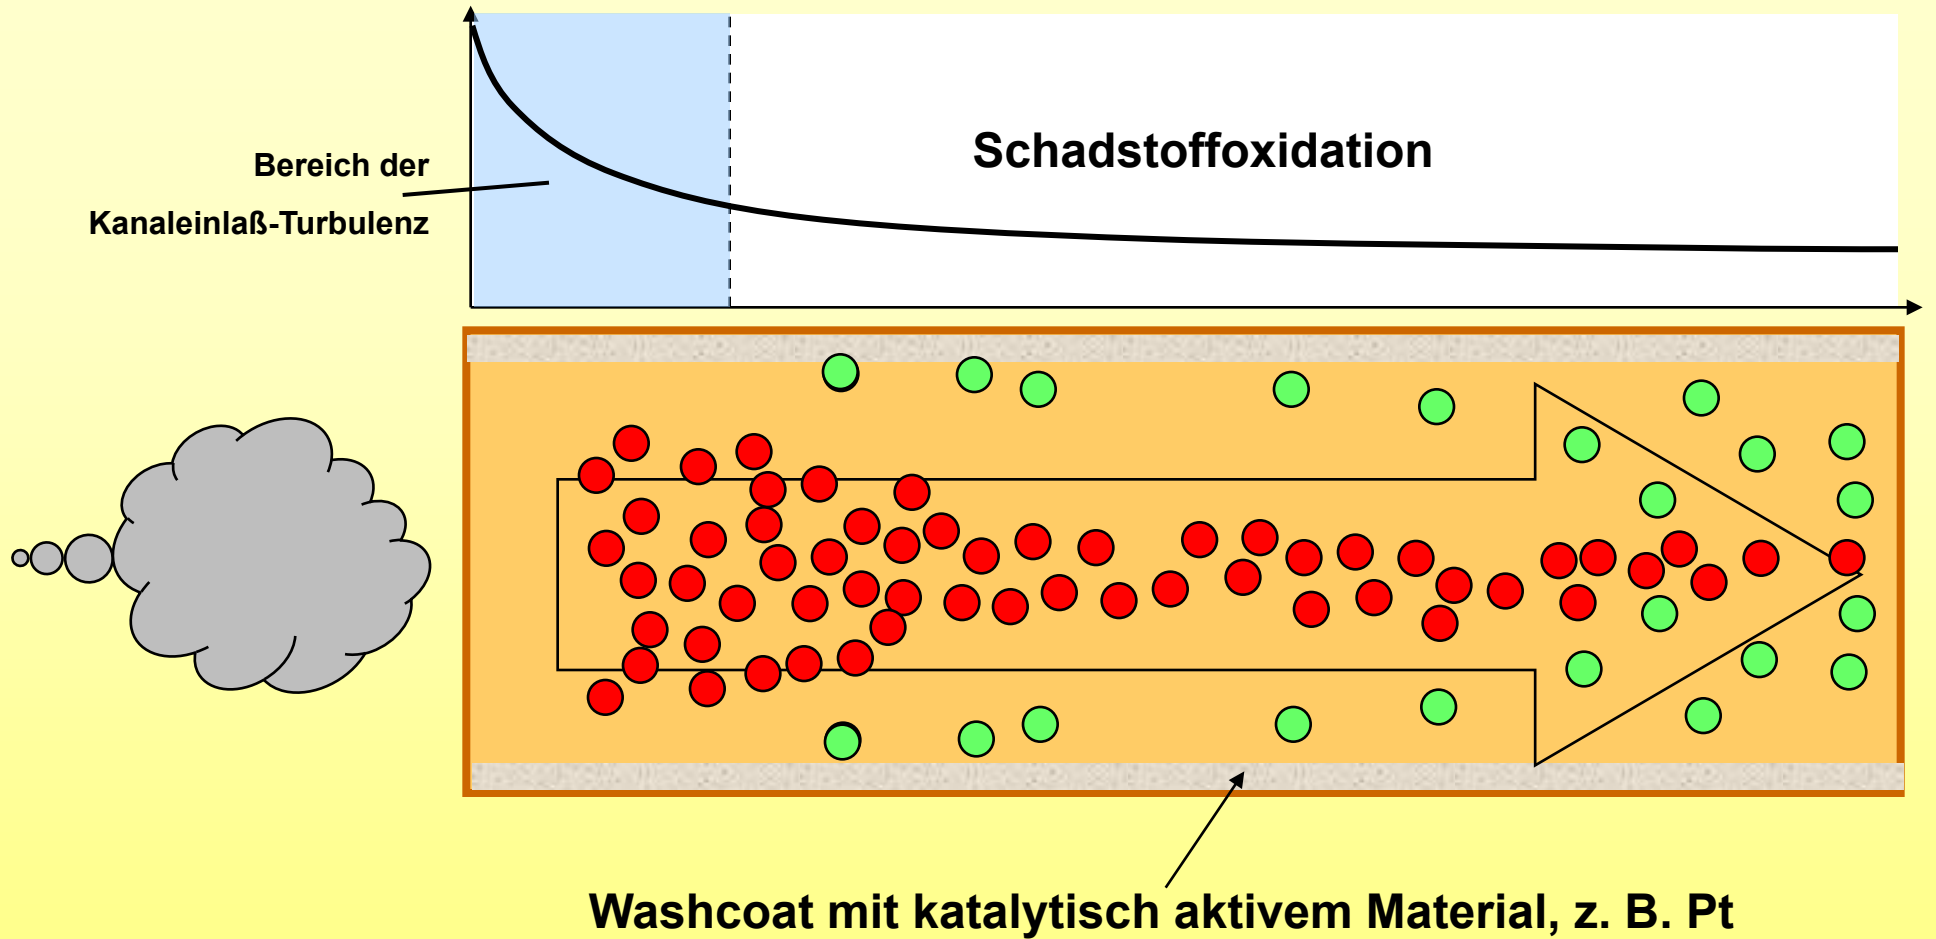 Schadstoffoxidation
Bereich der
Kanaleinlaß-Turbulenz
Washcoat mit katalytisch aktivem Material, z. B. Pt